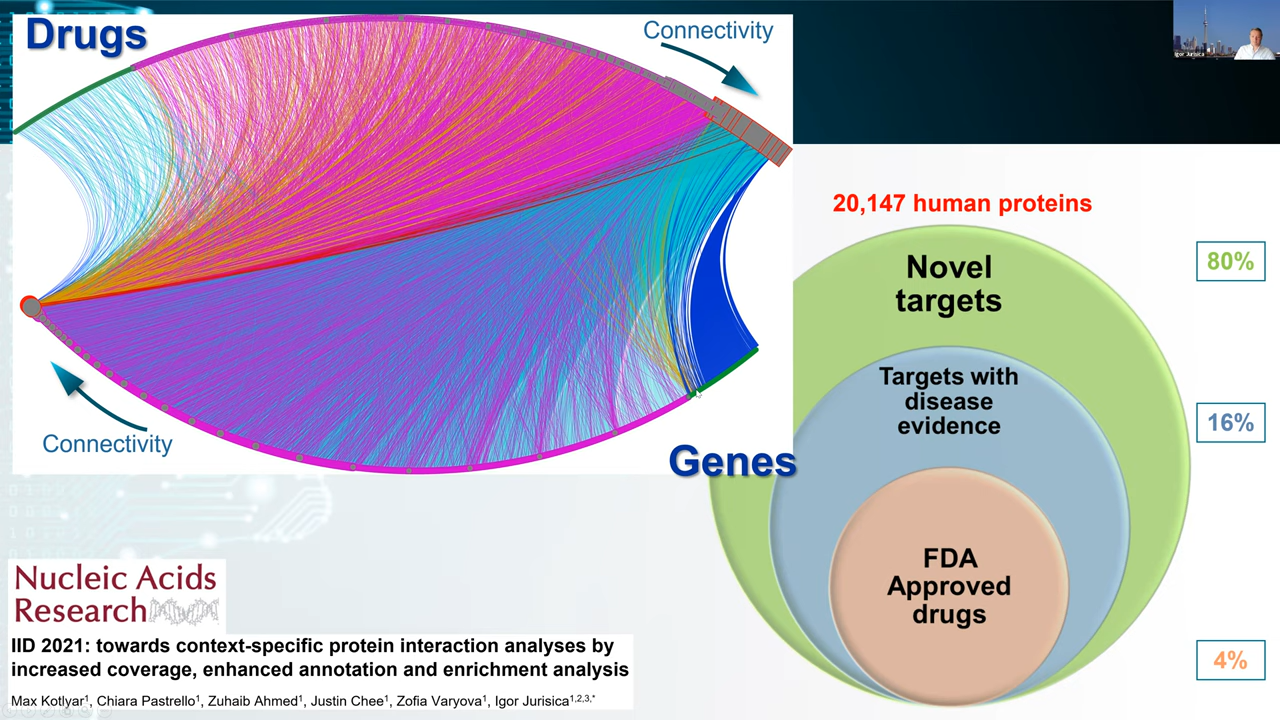 Drugs
Connectivity
Igor Jurisica
20,147 human proteins
Novel
targets
80%
Targets with
disease
evidence
16%
Connectivity
Genes
FDA
Approved
drugs
4%
Nucleic Acids
Research
IID 2021: towards context-specific protein interaction analyses by
increased coverage, enhanced annotation and enrichment analysis
Max Kotlyar¹, Chiara Pastrello¹, Zuhaib Ahmed¹, Justin Chee¹, Zofia Varyova¹, Igor Jurisica¹,²,³,*